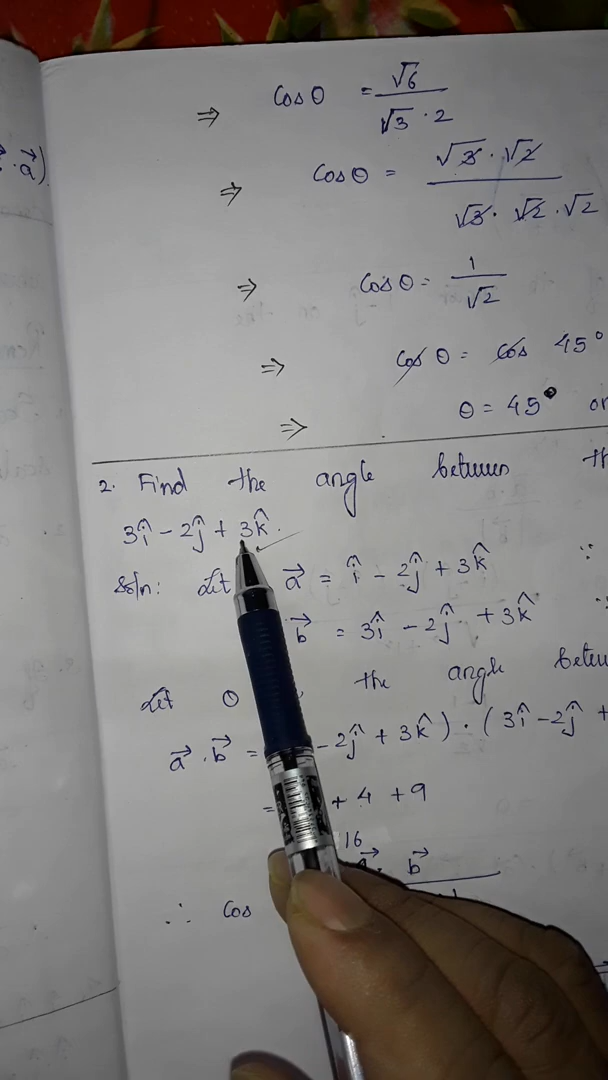 · a⃗)
⇒ Cos θ = √6 / √3 · 2
⇒ Cos θ = √3 · √2 / √3 · √2 · √2
⇒ Cos θ = 1 / √2
⇒ Cos θ = Cos 45°
⇒ θ = 45° or
2. Find the angle between th
3î − 2ĵ + 3k̂.
Soln: Let a⃗ = î − 2ĵ + 3k̂ ∵
b⃗ = 3î − 2ĵ + 3k̂
Let θ the angle betwe
a⃗ · b⃗ = − 2ĵ + 3k̂) · (3î − 2ĵ +
= + 4 + 9
16
∴ Cos a⃗ · b⃗